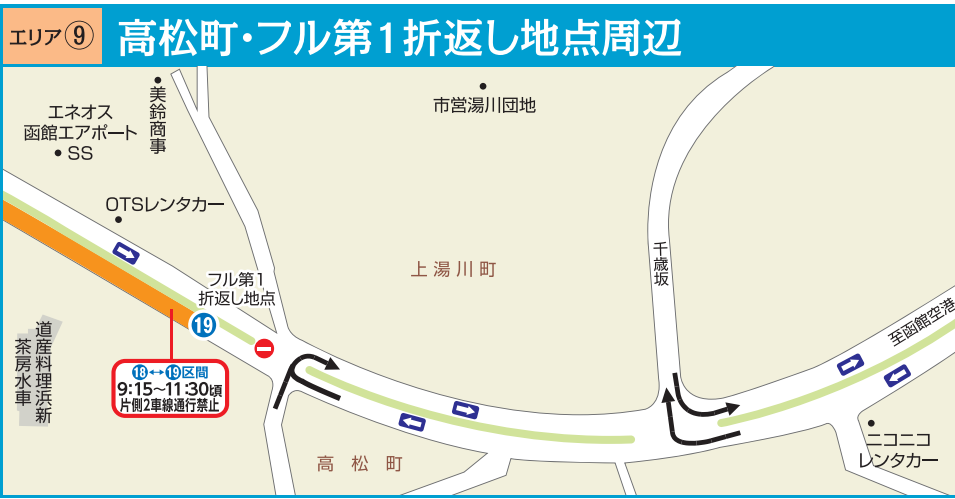 エリア⑨
高松町・フル第1折返し地点周辺
美鈴商事
市営湯川団地
エネオス
函館エアポート
SS
OTSレンタカー
千歳坂
上湯川町
フル第1
折返し地点
19
至函館空港
道産料理浜新
茶房水車
18↔19区間
9:15〜11:30頃
片側2車線通行禁止
高松町
ニコニコ
レンタカー